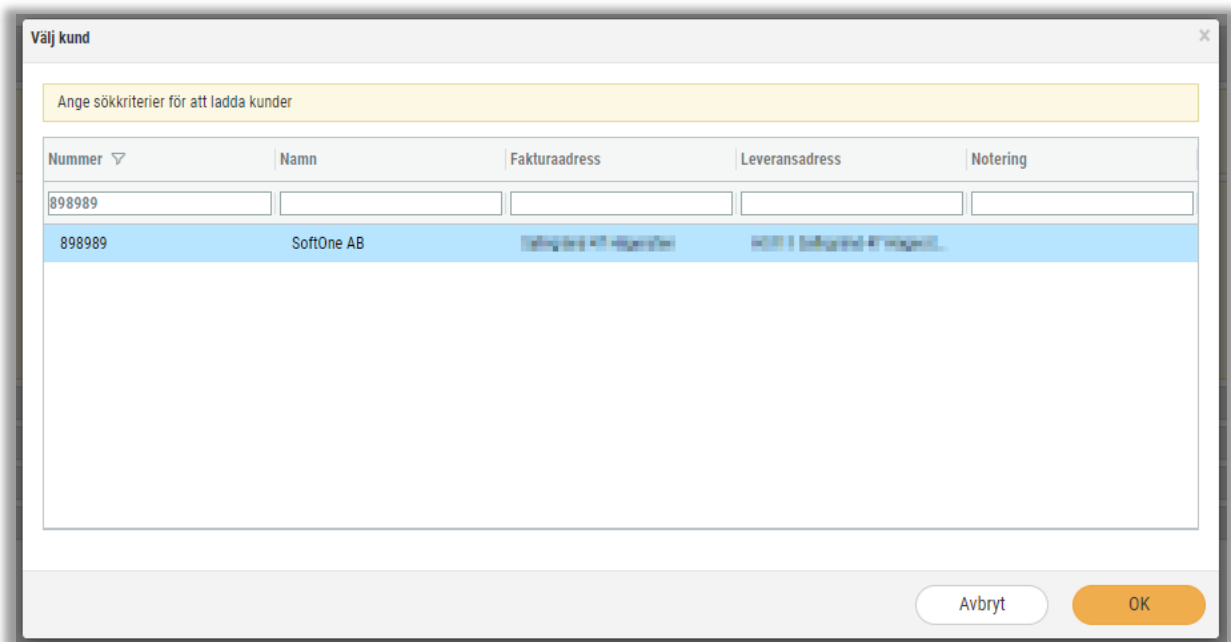 Välj kund
Ange sökkriterier för att ladda kunder
Nummer Namn Fakturaadress Leveransadress Notering
898989
898989 SoftOne AB
Avbryt OK